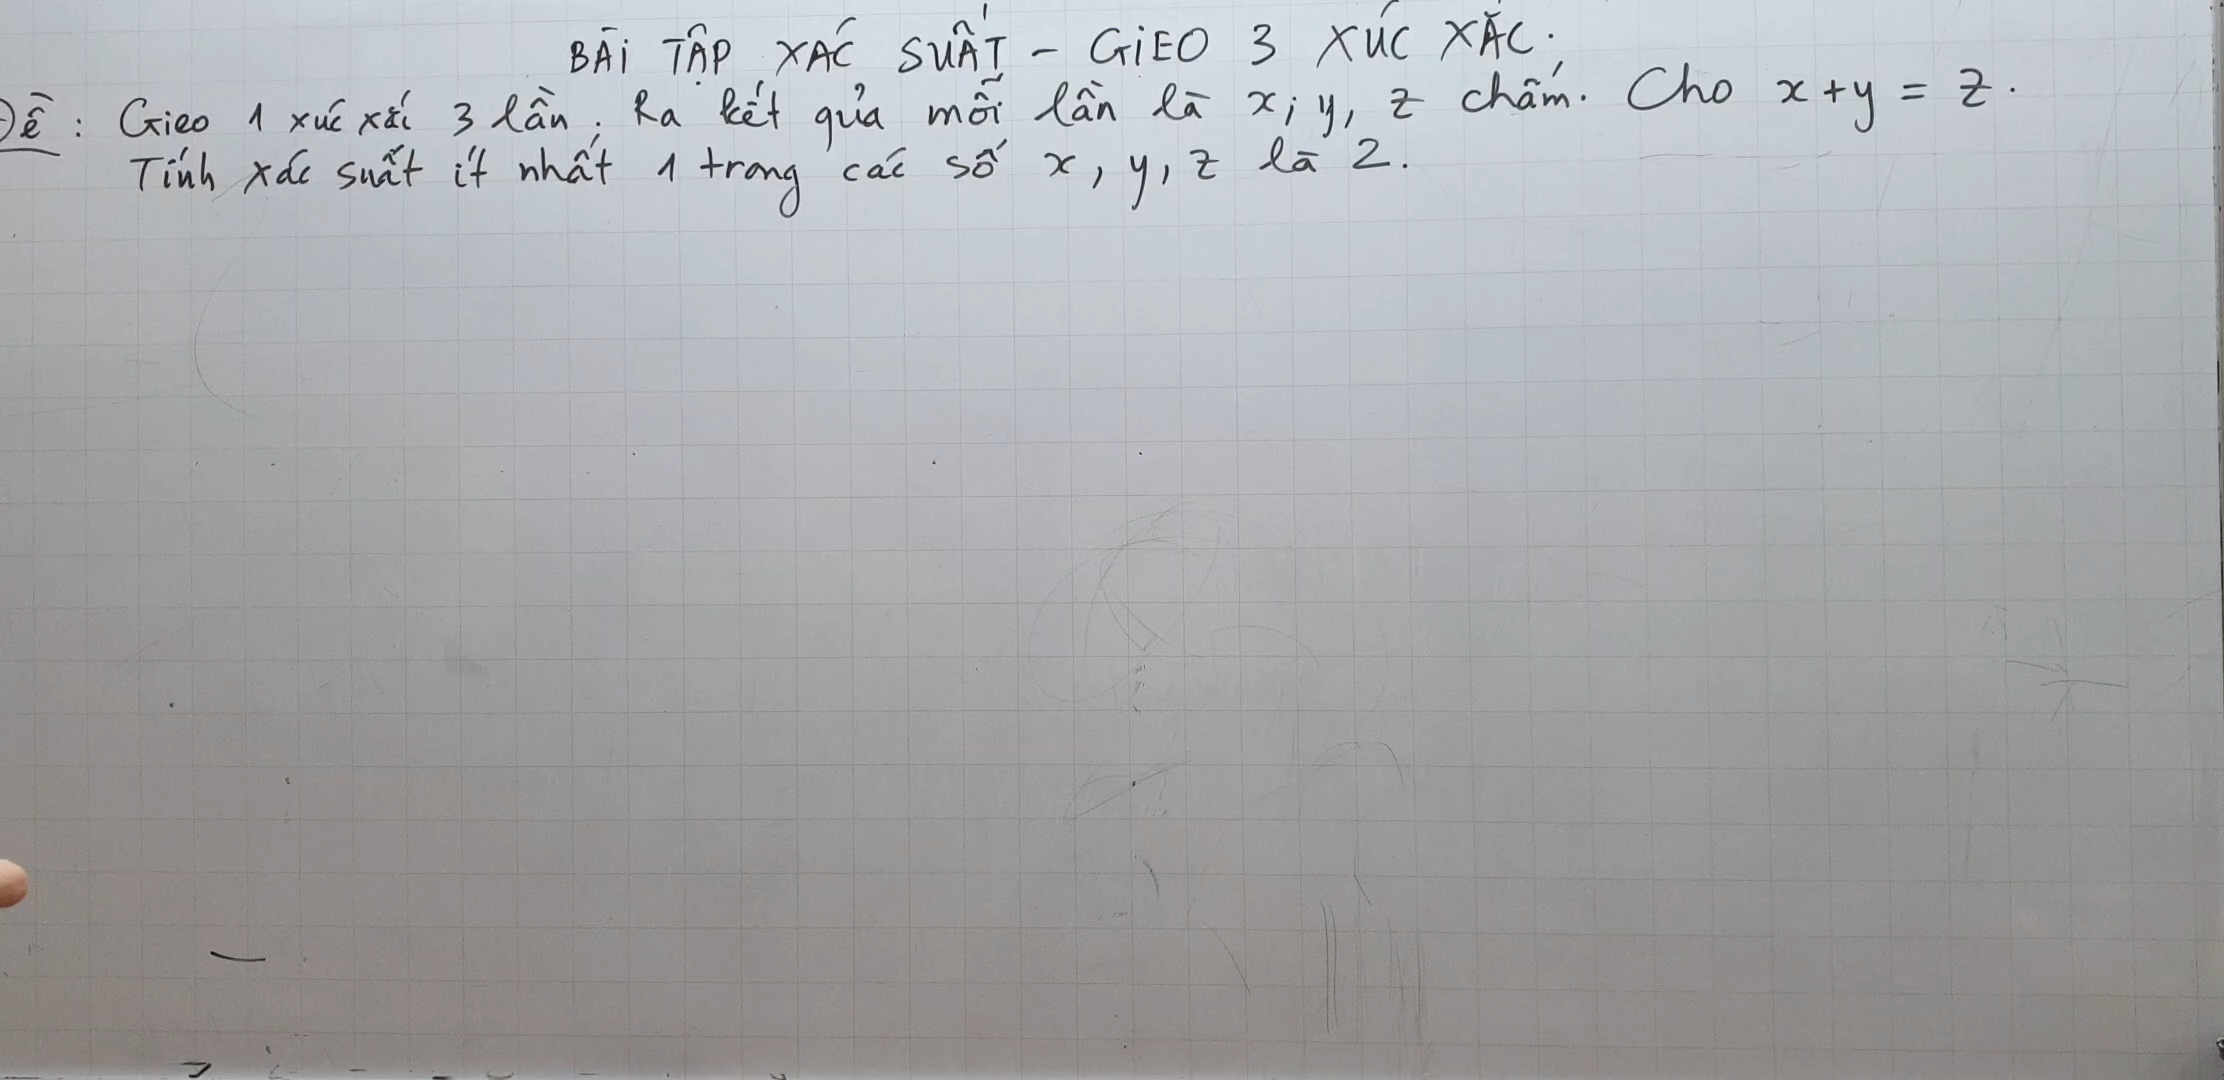 BÀI TẬP XÁC SUẤT - GIEO 3 XÚC XẮC.
Đề: Gieo 1 xúc xắc 3 lần. Ra kết qủa mỗi lần là x; y, z chấm. Cho x + y = z.
Tính xác suất ít nhất 1 trong các số x, y, z là 2.